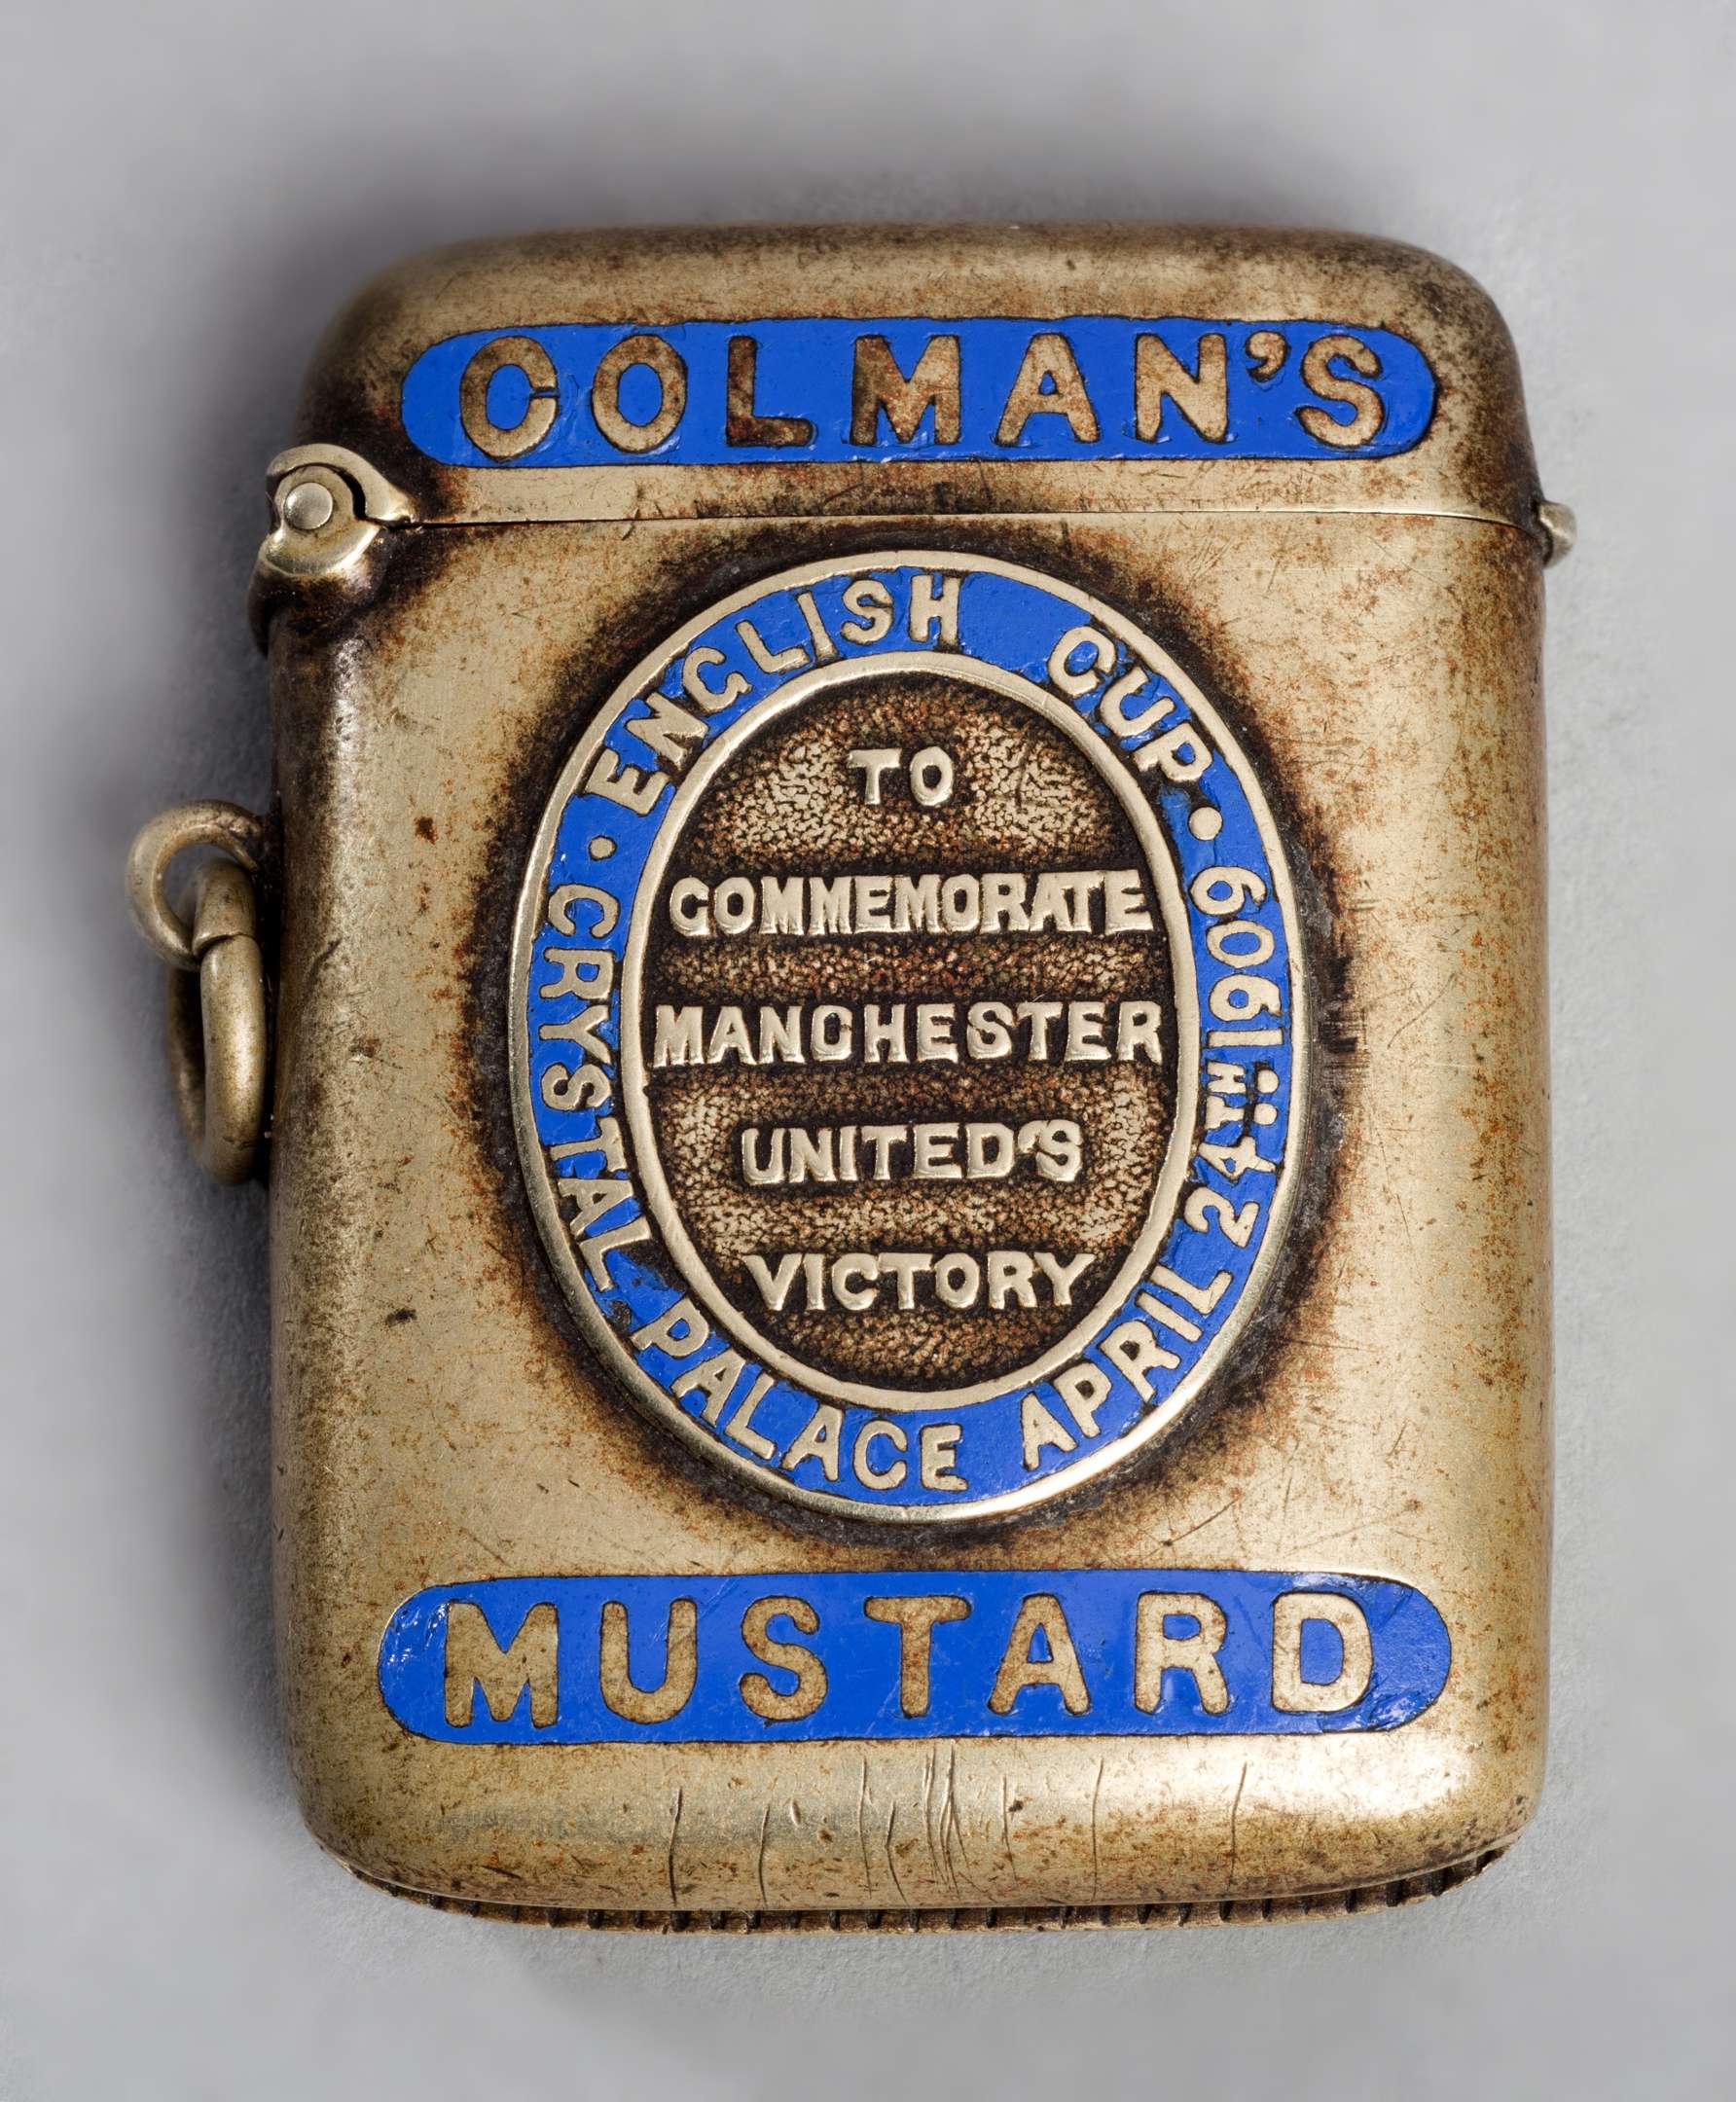 COLMAN'S
ENGLISH CUP •
TO
COMMEMORATE
MANCHESTER
UNITED'S
VICTORY
• CRYSTAL PALACE APRIL 24TH 1909
MUSTARD